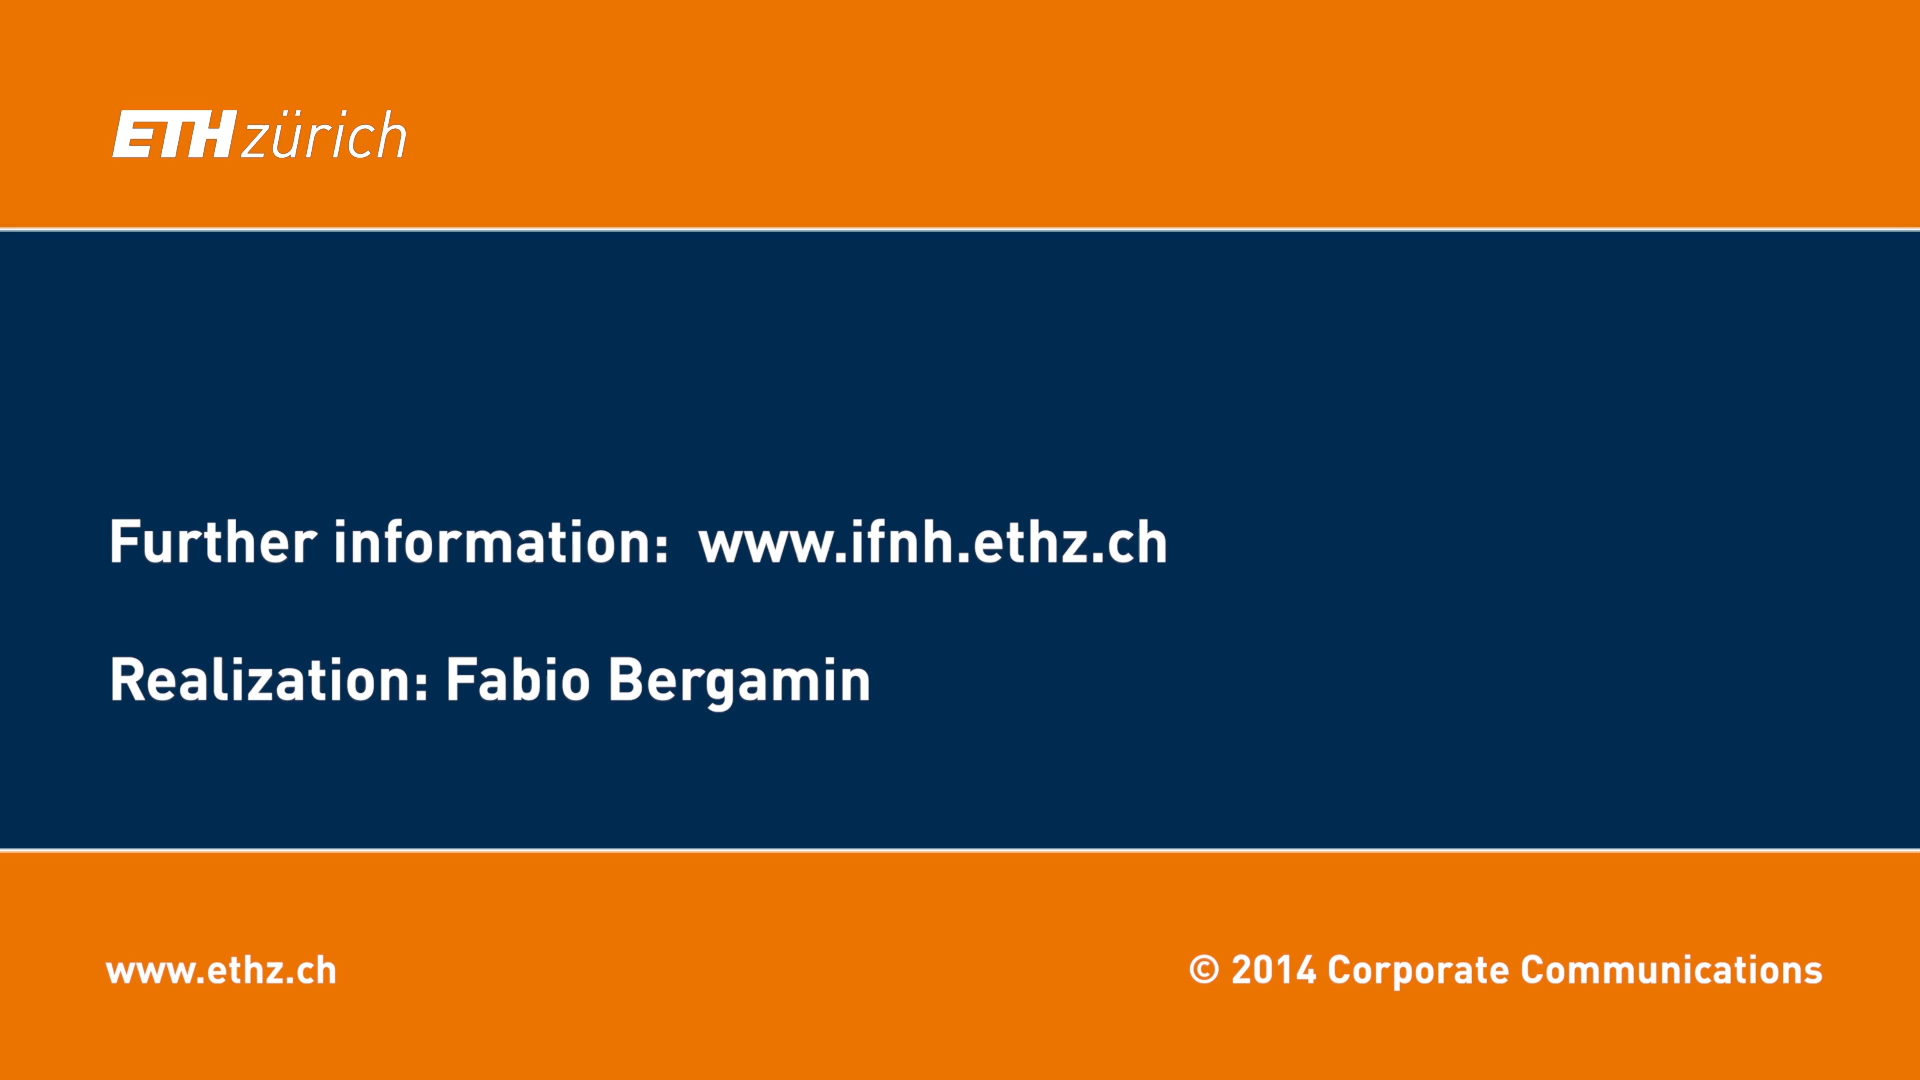 ETH zürich
Further information: www.ifnh.ethz.ch
Realization: Fabio Bergamin
www.ethz.ch
© 2014 Corporate Communications